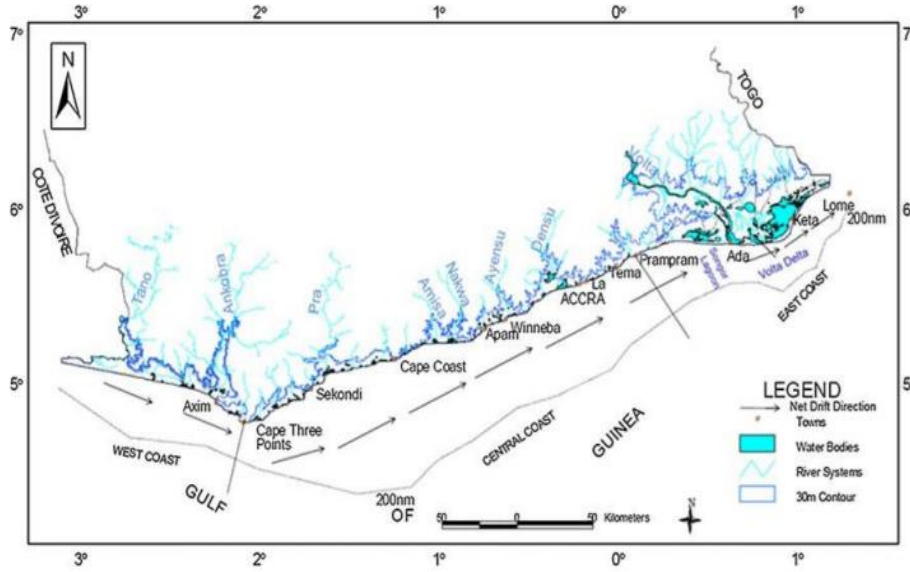 3° 2° 1° 0° 1°
7° 7
N
TOGO
COTE D'IVOIRE
Volta
6° 6
Lome
200nm
Keta
Ada
Prampram
Songor
Lagoon
Volta Delta
EAST COAST
Tema
La
ACCRA
Densu
Ayensu
Nakwa
Amisa
Winneba
Apam
Pra
Ankobra
Tano
Cape Coast
5° 5
Sekondi
Axim
Cape Three
Points
WEST COAST
CENTRAL COAST
GULF
200nm
OF
GUINEA
LEGEND
Net Drift Direction
Towns
Water Bodies
River Systems
30m Contour
50 0 50 Kilometers
N
3° 2° 1° 0° 1°